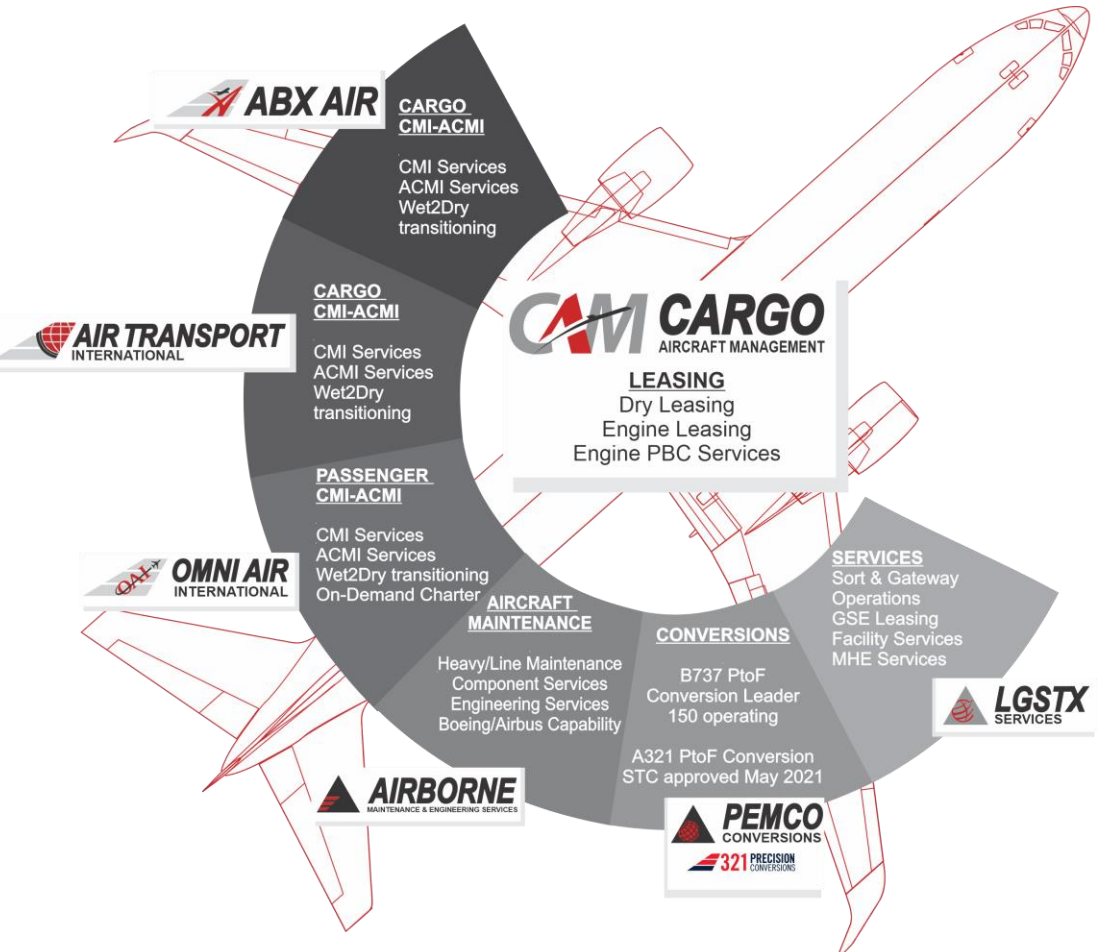 ABX AIR
CARGO
CMI-ACMI
CMI Services
ACMI Services
Wet2Dry
transitioning
AIR TRANSPORT
INTERNATIONAL
CARGO
CMI-ACMI
CMI Services
ACMI Services
Wet2Dry
transitioning
CAM CARGO
AIRCRAFT MANAGEMENT
LEASING
Dry Leasing
Engine Leasing
Engine PBC Services
OAI OMNI AIR
INTERNATIONAL
PASSENGER
CMI-ACMI
CMI Services
ACMI Services
Wet2Dry transitioning
On-Demand Charter
AIRCRAFT
MAINTENANCE
Heavy/Line Maintenance
Component Services
Engineering Services
Boeing/Airbus Capability
AIRBORNE
MAINTENANCE & ENGINEERING SERVICES
CONVERSIONS
B737 PtoF
Conversion Leader
150 operating
A321 PtoF Conversion
STC approved May 2021
PEMCO
CONVERSIONS
321 PRECISION
CONVERSIONS
SERVICES
Sort & Gateway
Operations
GSE Leasing
Facility Services
MHE Services
LGSTX
SERVICES